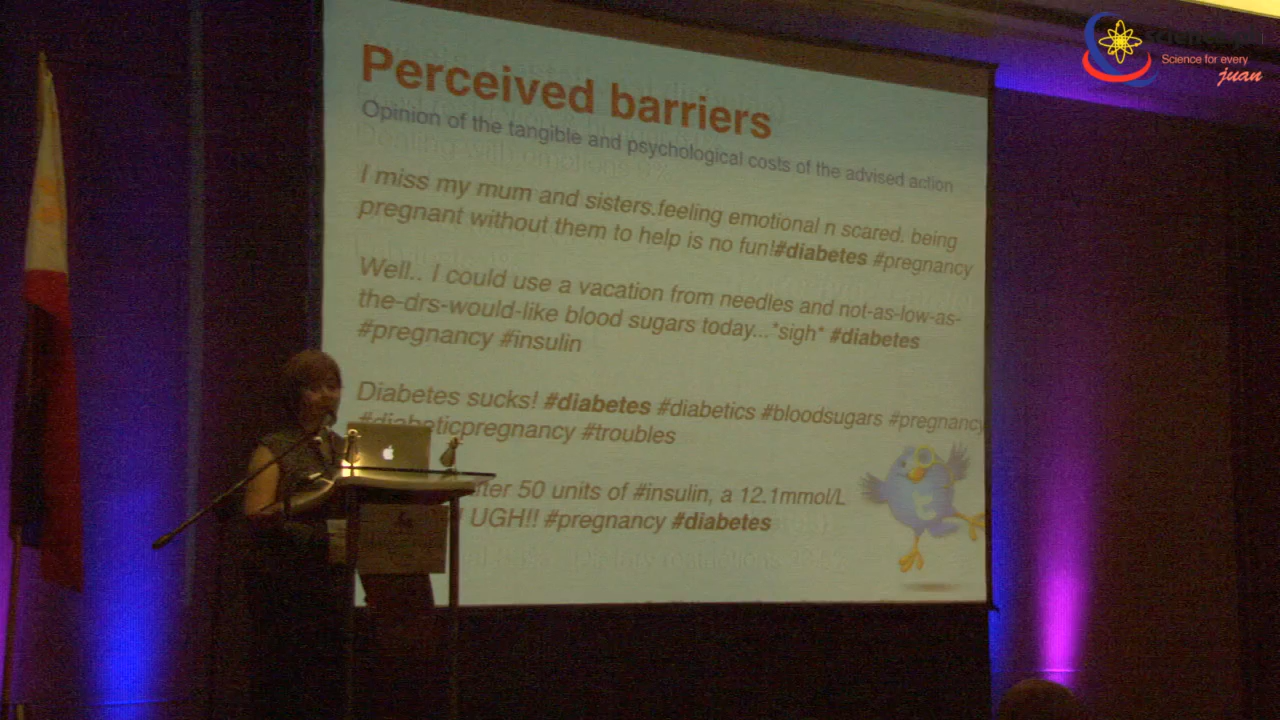 Science for every
juan
Perceived barriers
Opinion of the tangible and psychological costs of the advised action
I miss my mum and sisters.feeling emotional n scared. being
pregnant without them to help is no fun!#diabetes #pregnancy
Well.. I could use a vacation from needles and not-as-low-as-
the-drs-would-like blood sugars today...*sigh* #diabetes
#pregnancy #insulin
Diabetes sucks! #diabetes #diabetics #bloodsugars #pregnancy
#diabeticpregnancy #troubles
50 units of #insulin, a 12.1mmol/L
UGH!! #pregnancy #diabetes